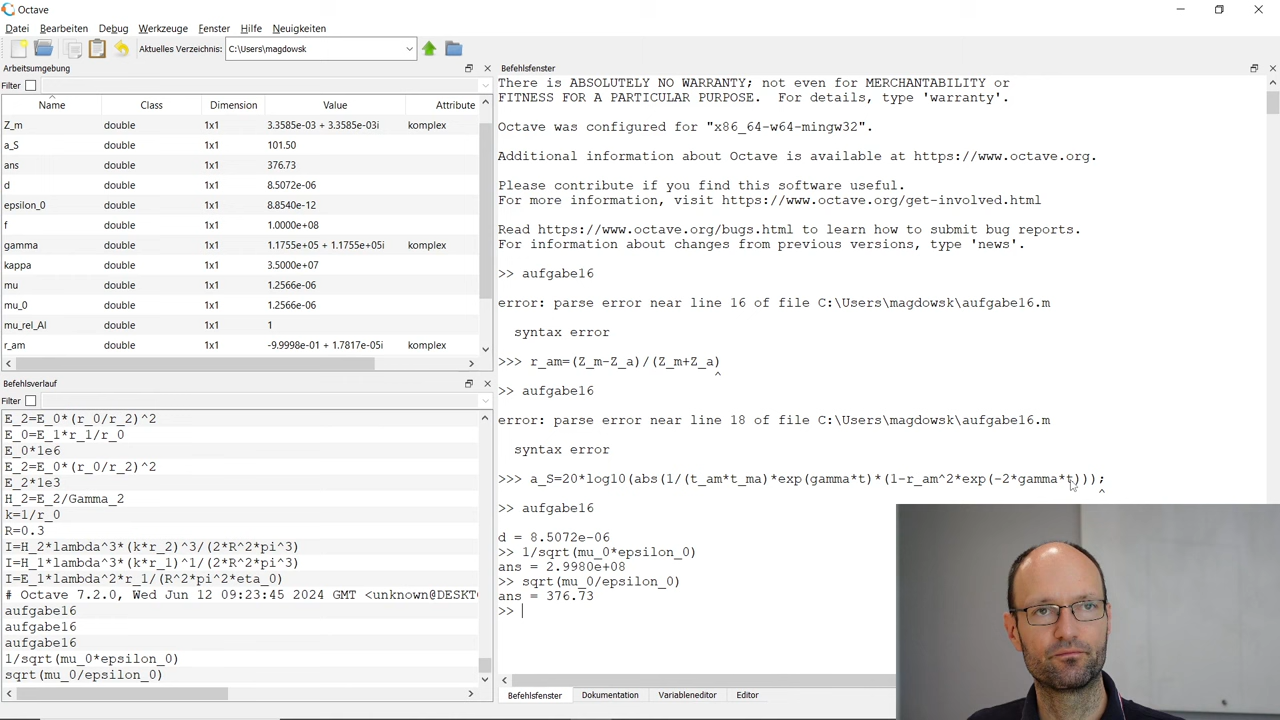 Octave
Datei Bearbeiten Debug Werkzeuge Fenster Hilfe Neuigkeiten
Aktuelles Verzeichnis: C:\Users\magdowsk
Arbeitsumgebung
Filter
Name Class Dimension Value Attribute
Z_m double 1x1 3.3585e-03 + 3.3585e-03i komplex
a_S double 1x1 101.50
ans double 1x1 376.73
d double 1x1 8.5072e-06
epsilon_0 double 1x1 8.8540e-12
f double 1x1 1.0000e+08
gamma double 1x1 1.1755e+05 + 1.1755e+05i komplex
kappa double 1x1 3.5000e+07
mu double 1x1 1.2566e-06
mu_0 double 1x1 1.2566e-06
mu_rel_Al double 1x1 1
r_am double 1x1 -9.9998e-01 + 1.7817e-05i komplex
Befehlsverlauf
Filter
E_2=E_0*(r_0/r_2)^2
E_0=E_1*r_1/r_0
E_0*1e6
E_2=E_0*(r_0/r_2)^2
E_2*1e3
H_2=E_2/Gamma_2
k=1/r_0
R=0.3
I=H_2*lambda^3*(k*r_2)^3/(2*R^2*pi^3)
I=H_1*lambda^3*(k*r_1)^1/(2*R^2*pi^3)
I=E_1*lambda^2*r_1/(R^2*pi^2*eta_0)
# Octave 7.2.0, Wed Jun 12 09:23:45 2024 GMT <unknown@DESKT
aufgabe16
aufgabe16
aufgabe16
1/sqrt(mu_0*epsilon_0)
sqrt(mu_0/epsilon_0)
Befehlsfenster
There is ABSOLUTELY NO WARRANTY; not even for MERCHANTABILITY or
FITNESS FOR A PARTICULAR PURPOSE.  For details, type 'warranty'.
Octave was configured for "x86_64-w64-mingw32".
Additional information about Octave is available at https://www.octave.org.
Please contribute if you find this software useful.
For more information, visit https://www.octave.org/get-involved.html
Read https://www.octave.org/bugs.html to learn how to submit bug reports.
For information about changes from previous versions, type 'news'.
>> aufgabe16
error: parse error near line 16 of file C:\Users\magdowsk\aufgabe16.m
syntax error
>>> r_am=(Z_m-Z_a)/(Z_m+Z_a)
^
>> aufgabe16
error: parse error near line 18 of file C:\Users\magdowsk\aufgabe16.m
syntax error
>>> a_S=20*log10(abs(1/(t_am*t_ma)*exp(gamma*t)*(1-r_am^2*exp(-2*gamma*t)));
^
>> aufgabe16
d = 8.5072e-06
>> 1/sqrt(mu_0*epsilon_0)
ans = 2.9980e+08
>> sqrt(mu_0/epsilon_0)
ans = 376.73
>>
Befehlsfenster Dokumentation Variableneditor Editor